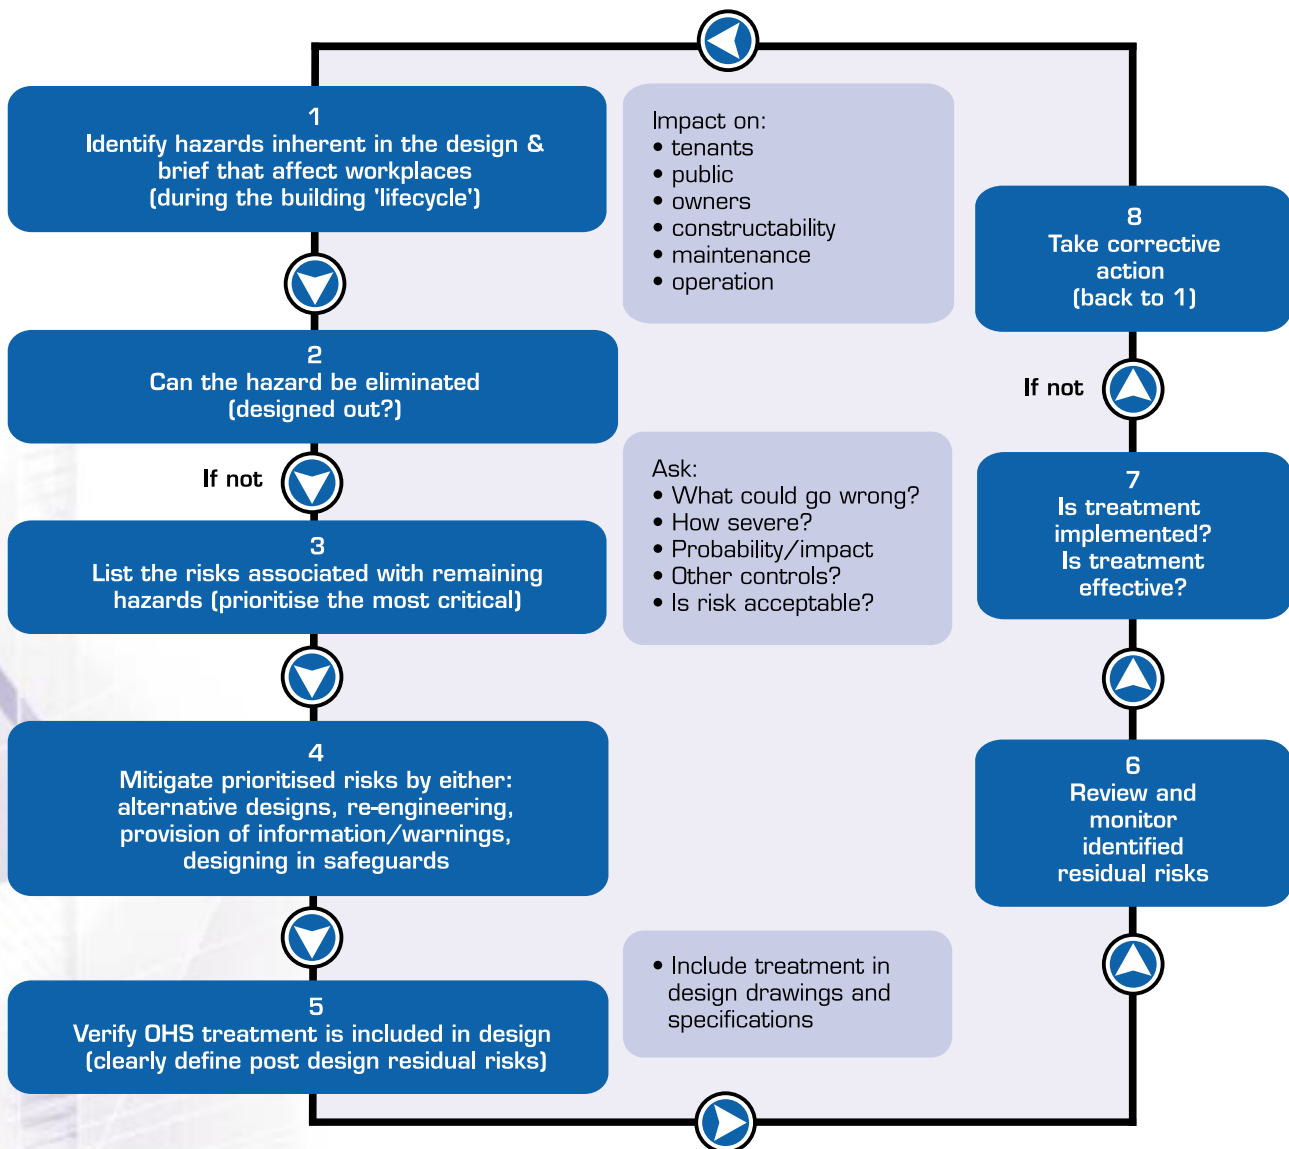 1
Identify hazards inherent in the design &
brief that affect workplaces
(during the building 'lifecycle')
Impact on:
• tenants
• public
• owners
• constructability
• maintenance
• operation
2
Can the hazard be eliminated
(designed out?)
If not
3
List the risks associated with remaining
hazards (prioritise the most critical)
Ask:
• What could go wrong?
• How severe?
• Probability/impact
• Other controls?
• Is risk acceptable?
4
Mitigate prioritised risks by either:
alternative designs, re-engineering,
provision of information/warnings,
designing in safeguards
5
Verify OHS treatment is included in design
(clearly define post design residual risks)
• Include treatment in
design drawings and
specifications
6
Review and
monitor
identified
residual risks
7
Is treatment
implemented?
Is treatment
effective?
If not
8
Take corrective
action
(back to 1)